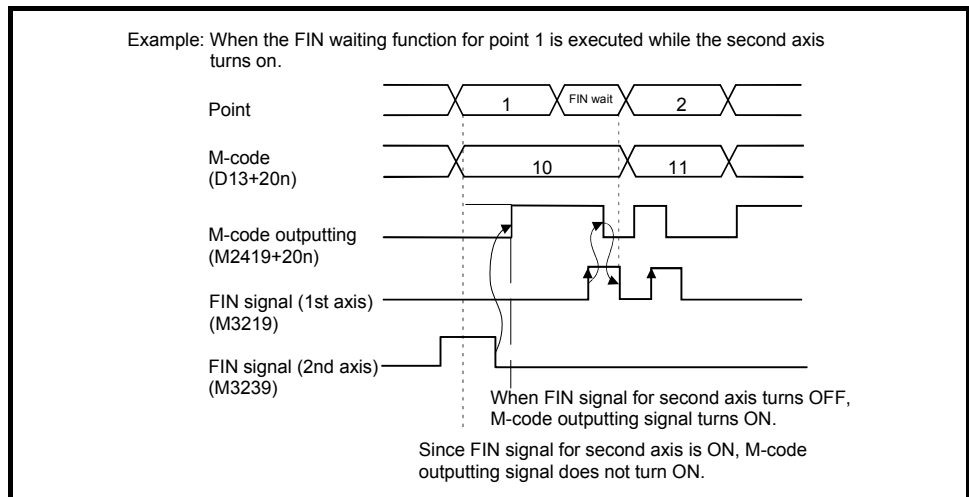 Example: When the FIN waiting function for point 1 is executed while the second axis
turns on.
Point
1
FIN wait
2
M-code
(D13+20n)
10
11
M-code outputting
(M2419+20n)
FIN signal (1st axis)
(M3219)
FIN signal (2nd axis)
(M3239)
When FIN signal for second axis turns OFF,
M-code outputting signal turns ON.
Since FIN signal for second axis is ON, M-code
outputting signal does not turn ON.